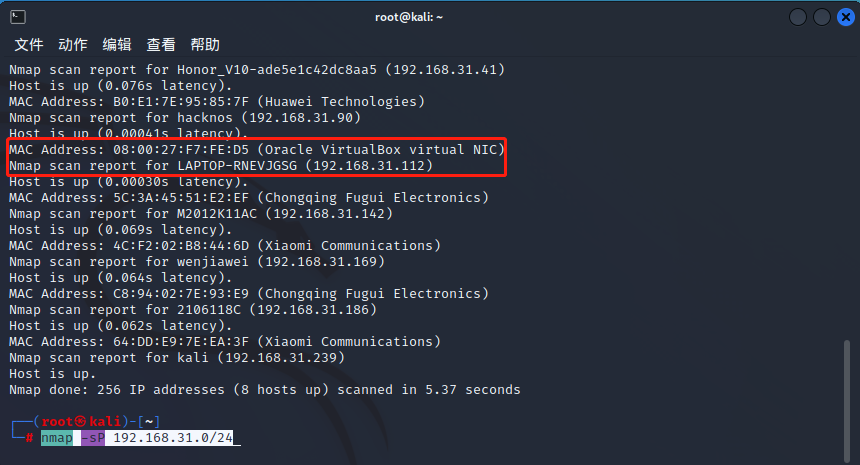 root@kali: ~
文件 动作 编辑 查看 帮助
Nmap scan report for Honor_V10-ade5e1c42dc8aa5 (192.168.31.41)
Host is up (0.076s latency).
MAC Address: B0:E1:7E:95:85:7F (Huawei Technologies)
Nmap scan report for hacknos (192.168.31.90)
Host is up (0.00041s latency).
MAC Address: 08:00:27:F7:FE:D5 (Oracle VirtualBox virtual NIC)
Nmap scan report for LAPTOP-RNEVJGSG (192.168.31.112)
Host is up (0.00030s latency).
MAC Address: 5C:3A:45:51:E2:EF (Chongqing Fugui Electronics)
Nmap scan report for M2012K11AC (192.168.31.142)
Host is up (0.069s latency).
MAC Address: 4C:F2:02:B8:44:6D (Xiaomi Communications)
Nmap scan report for wenjiawei (192.168.31.169)
Host is up (0.064s latency).
MAC Address: C8:94:02:7E:93:E9 (Chongqing Fugui Electronics)
Nmap scan report for 2106118C (192.168.31.186)
Host is up (0.062s latency).
MAC Address: 64:DD:E9:7E:EA:3F (Xiaomi Communications)
Nmap scan report for kali (192.168.31.239)
Host is up.
Nmap done: 256 IP addresses (8 hosts up) scanned in 5.37 seconds
┌──(root㉿kali)-[~]
└─# nmap -sP 192.168.31.0/24